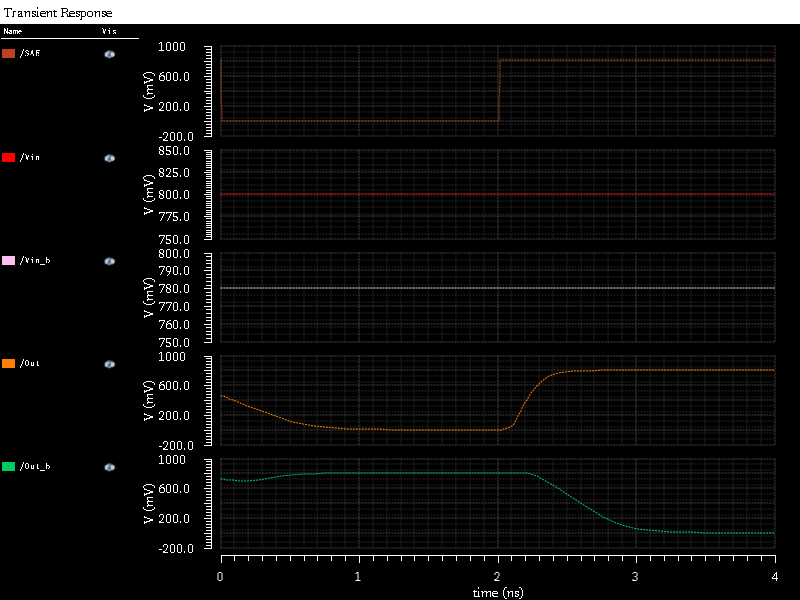 Transient Response
Name Vis
/SAE
V (mV)
1000
600.0
200.0
-200.0
/Vin
V (mV)
850.0
825.0
800.0
775.0
750.0
/Vin_b
V (mV)
800.0
790.0
780.0
770.0
760.0
750.0
/Out
V (mV)
1000
600.0
200.0
-200.0
/Out_b
V (mV)
1000
600.0
200.0
-200.0
0 1 2 3 4
time (ns)